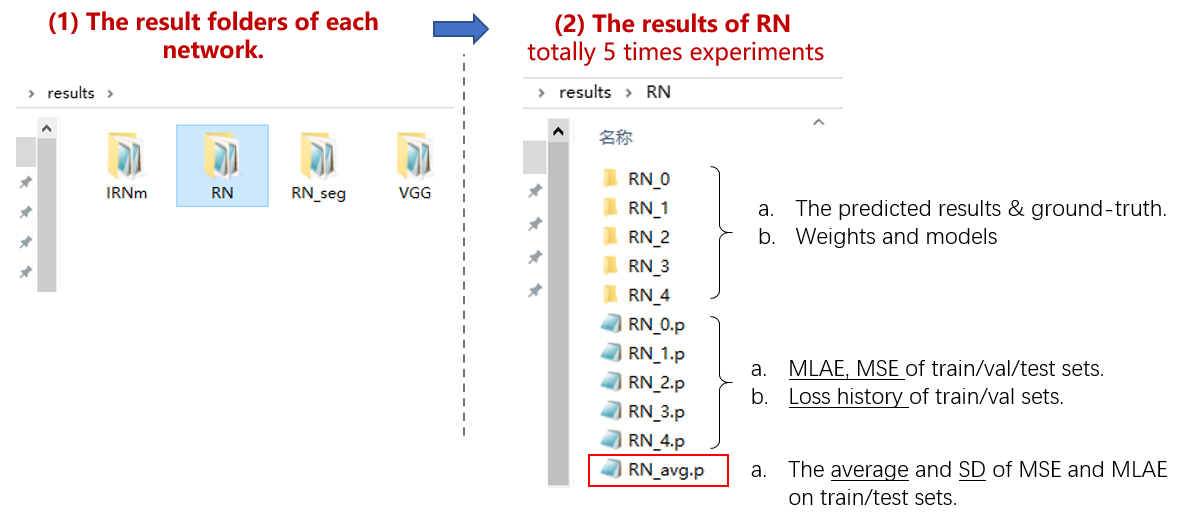 (1) The result folders of each
network.
results
IRNm
RN
RN_seg
VGG
(2) The results of RN
totally 5 times experiments
results RN
名称
RN_0
RN_1
RN_2
RN_3
RN_4
a. The predicted results & ground-truth.
b. Weights and models
RN_0.p
RN_1.p
RN_2.p
RN_3.p
RN_4.p
a. MLAE, MSE of train/val/test sets.
b. Loss history of train/val sets.
RN_avg.p
a. The average and SD of MSE and MLAE
on train/test sets.